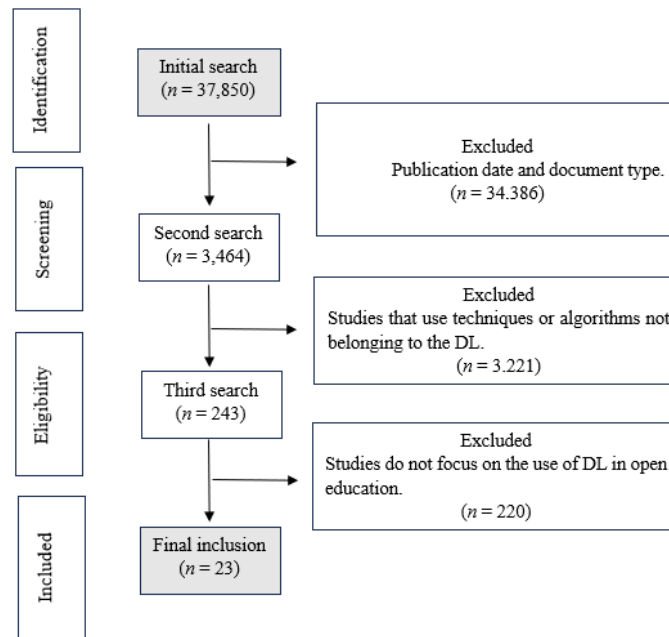 Identification
Initial search
(n = 37,850)
Excluded
Publication date and document type.
(n = 34.386)
Screening
Second search
(n = 3,464)
Excluded
Studies that use techniques or algorithms not
belonging to the DL.
(n = 3.221)
Eligibility
Third search
(n = 243)
Excluded
Studies do not focus on the use of DL in open
education.
(n = 220)
Included
Final inclusion
(n = 23)